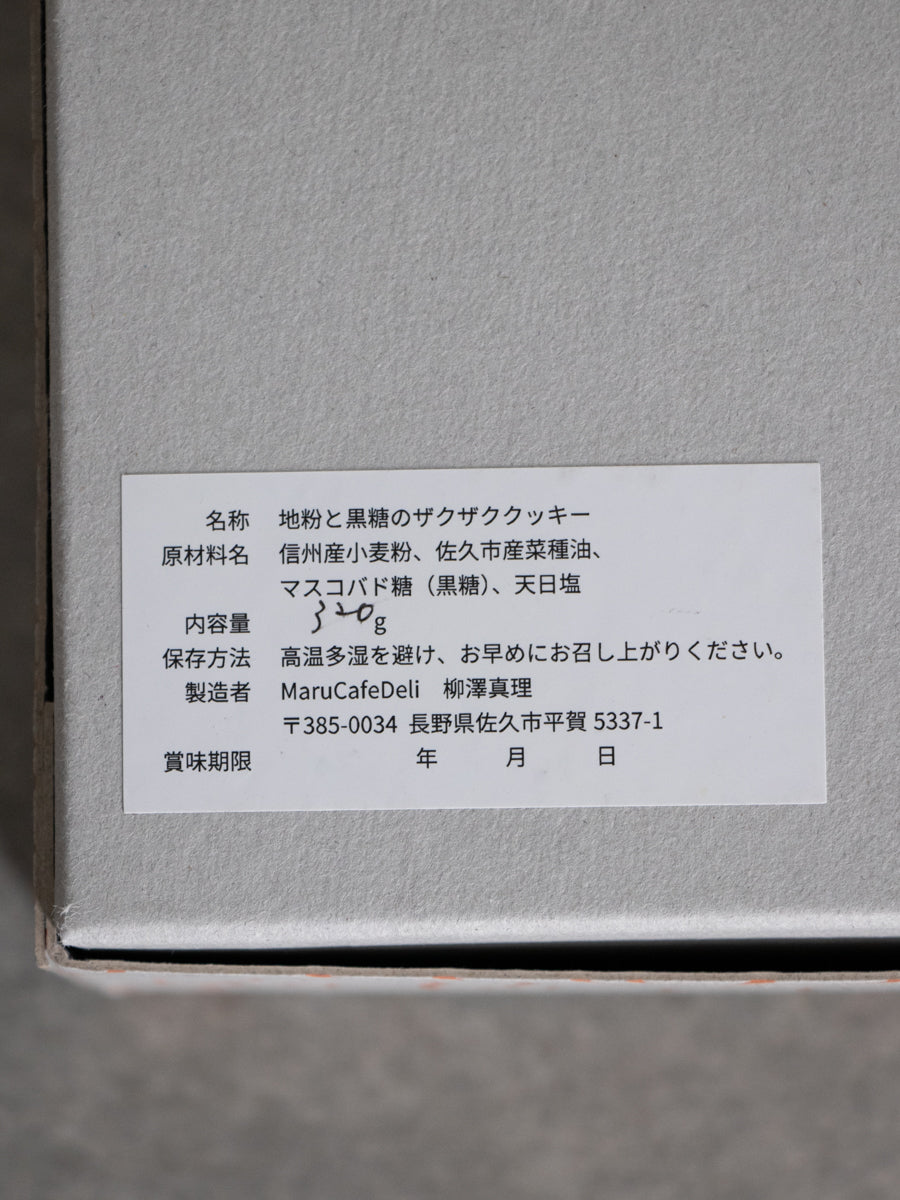 名称 地粉と黒糖のザクザククッキー
原材料名 信州産小麦粉、佐久市産菜種油、
マスコバド糖（黒糖）、天日塩
内容量 320g
保存方法 高温多湿を避け、お早めにお召し上がりください。
製造者 MaruCafeDeli 柳澤真理
〒385-0034 長野県佐久市平賀 5337-1
賞味期限 年 月 日